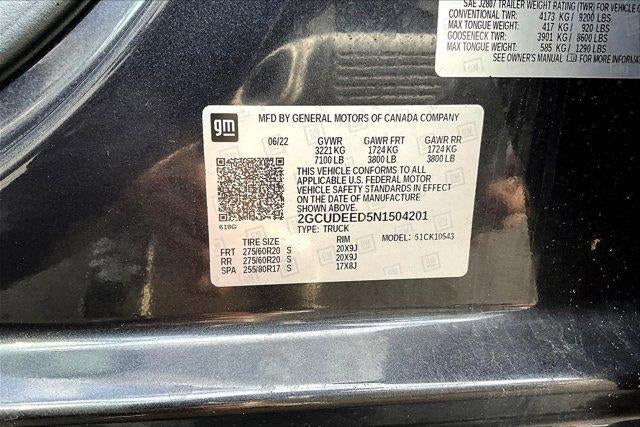 SAE J2807 TRAILER WEIGHT RATING (TWR) FOR VEHICLE
CONVENTIONAL TWR: 4173 KG / 9200 LBS
MAX TONGUE WEIGHT: 417 KG / 920 LBS
GOOSENECK TWR: 3901 KG / 8600 LBS
MAX TONGUE WEIGHT: 585 KG / 1290 LBS
SEE OWNER'S MANUAL FOR MORE INFORMAT
gm
MFD BY GENERAL MOTORS OF CANADA COMPANY
06/22 GVWR GAWR FRT GAWR RR
3221 KG 1724 KG 1724 KG
7100 LB 3800 LB 3800 LB
THIS VEHICLE CONFORMS TO ALL
APPLICABLE U.S. FEDERAL MOTOR
VEHICLE SAFETY STANDARDS IN EFFECT ON
THE DATE OF MANUFACTURE SHOWN ABOVE.
2GCUDEED5N1504201
TYPE: TRUCK
618G
MODEL: 51CK10543
TIRE SIZE RIM
FRT 275/60R20 S 20X9J
RR 275/60R20 S 20X9J
SPA 255/80R17 S 17X8J